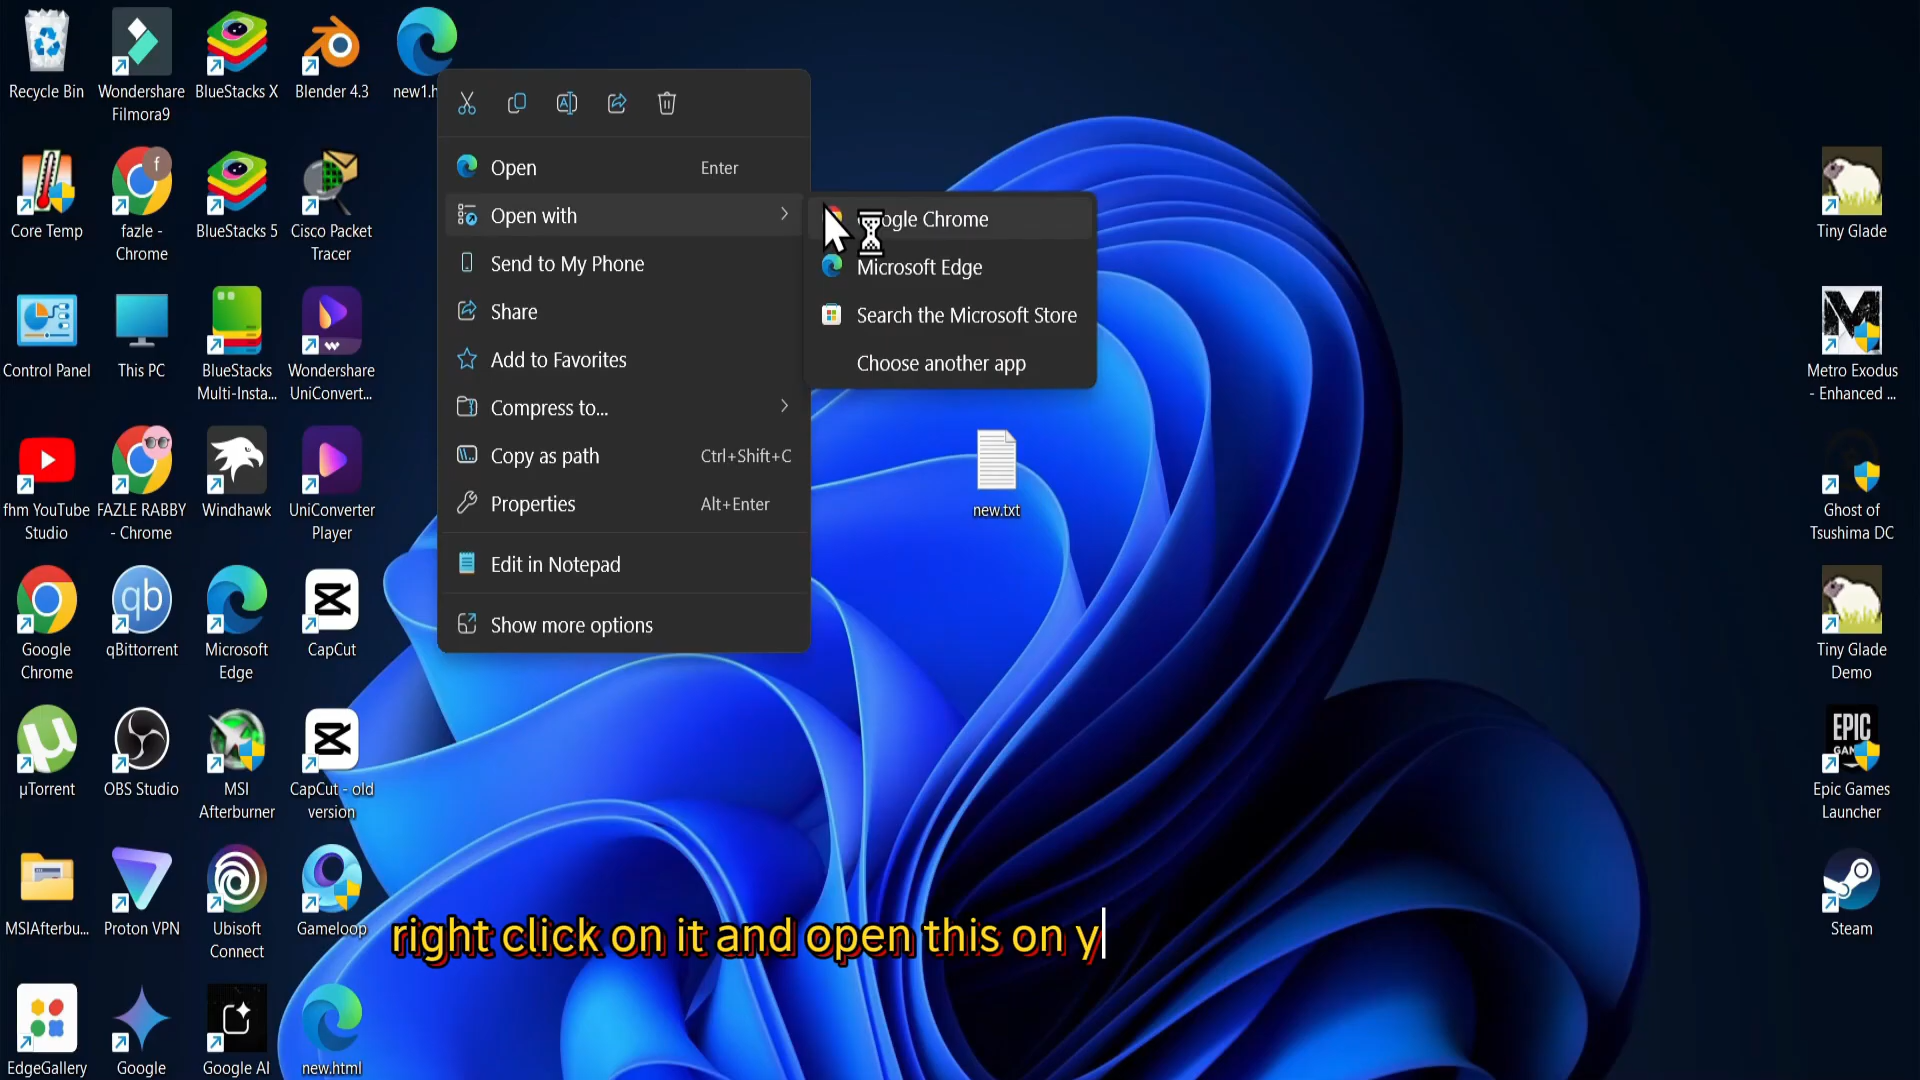 Recycle Bin
Wondershare
Filmora9
BlueStacks X
Blender 4.3
new1.h
Core Temp
f
fazle -
Chrome
BlueStacks 5
Cisco Packet
Tracer
Control Panel
This PC
BlueStacks
Multi-Insta...
Wondershare
UniConvert...
fhm YouTube
Studio
FAZLE RABBY
- Chrome
Windhawk
UniConverter
Player
Google
Chrome
qb
qBittorrent
Microsoft
Edge
CapCut
µTorrent
OBS Studio
MSI
Afterburner
CapCut - old
version
MSIAfterbu...
Proton VPN
Ubisoft
Connect
Gameloop
EdgeGallery
Google
Google AI
new.html
Open Enter
Open with
Send to My Phone
Share
Add to Favorites
Compress to...
Copy as path Ctrl+Shift+C
Properties Alt+Enter
Edit in Notepad
Show more options
ogle Chrome
Microsoft Edge
Search the Microsoft Store
Choose another app
new.txt
Tiny Glade
Metro Exodus
- Enhanced ...
Ghost of
Tsushima DC
Tiny Glade
Demo
EPIC
Epic Games
Launcher
Steam
right click on it and open this on y